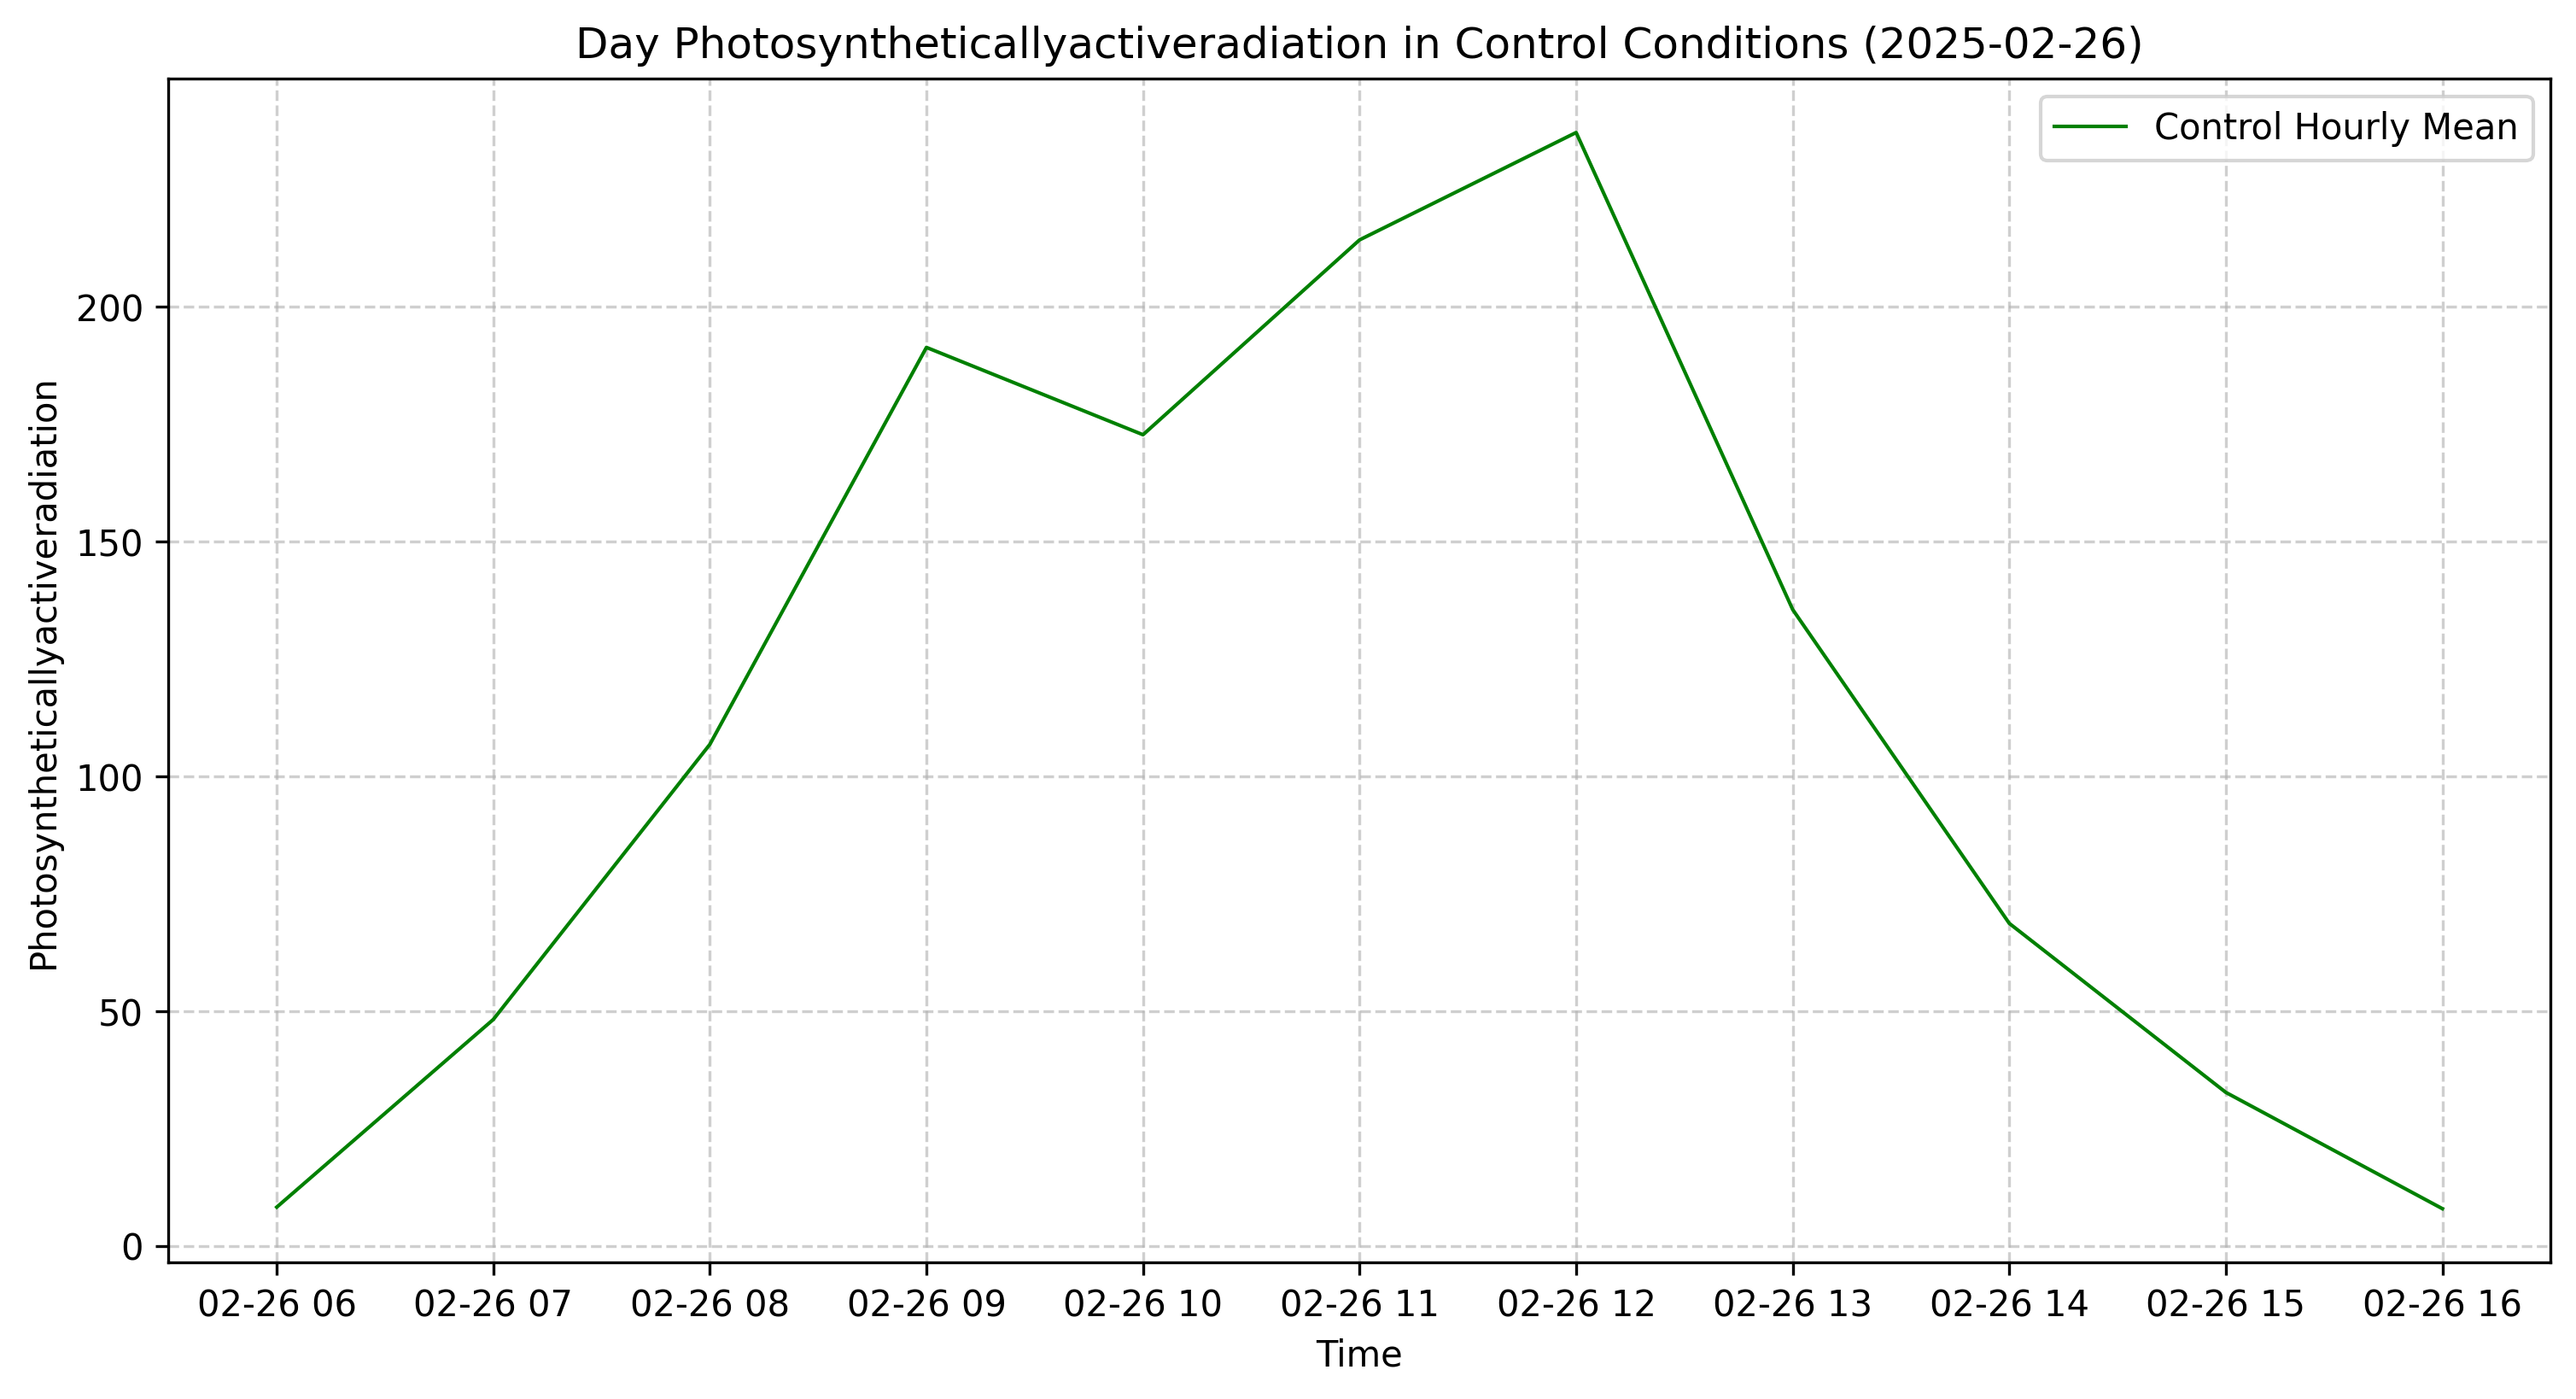 Day Photosyntheticallyactiveradiation in Control Conditions (2025-02-26)
Control Hourly Mean
Photosyntheticallyactiveradiation
200
150
100
50
0
02-26 06 02-26 07 02-26 08 02-26 09 02-26 10 02-26 11 02-26 12 02-26 13 02-26 14 02-26 15 02-26 16
Time